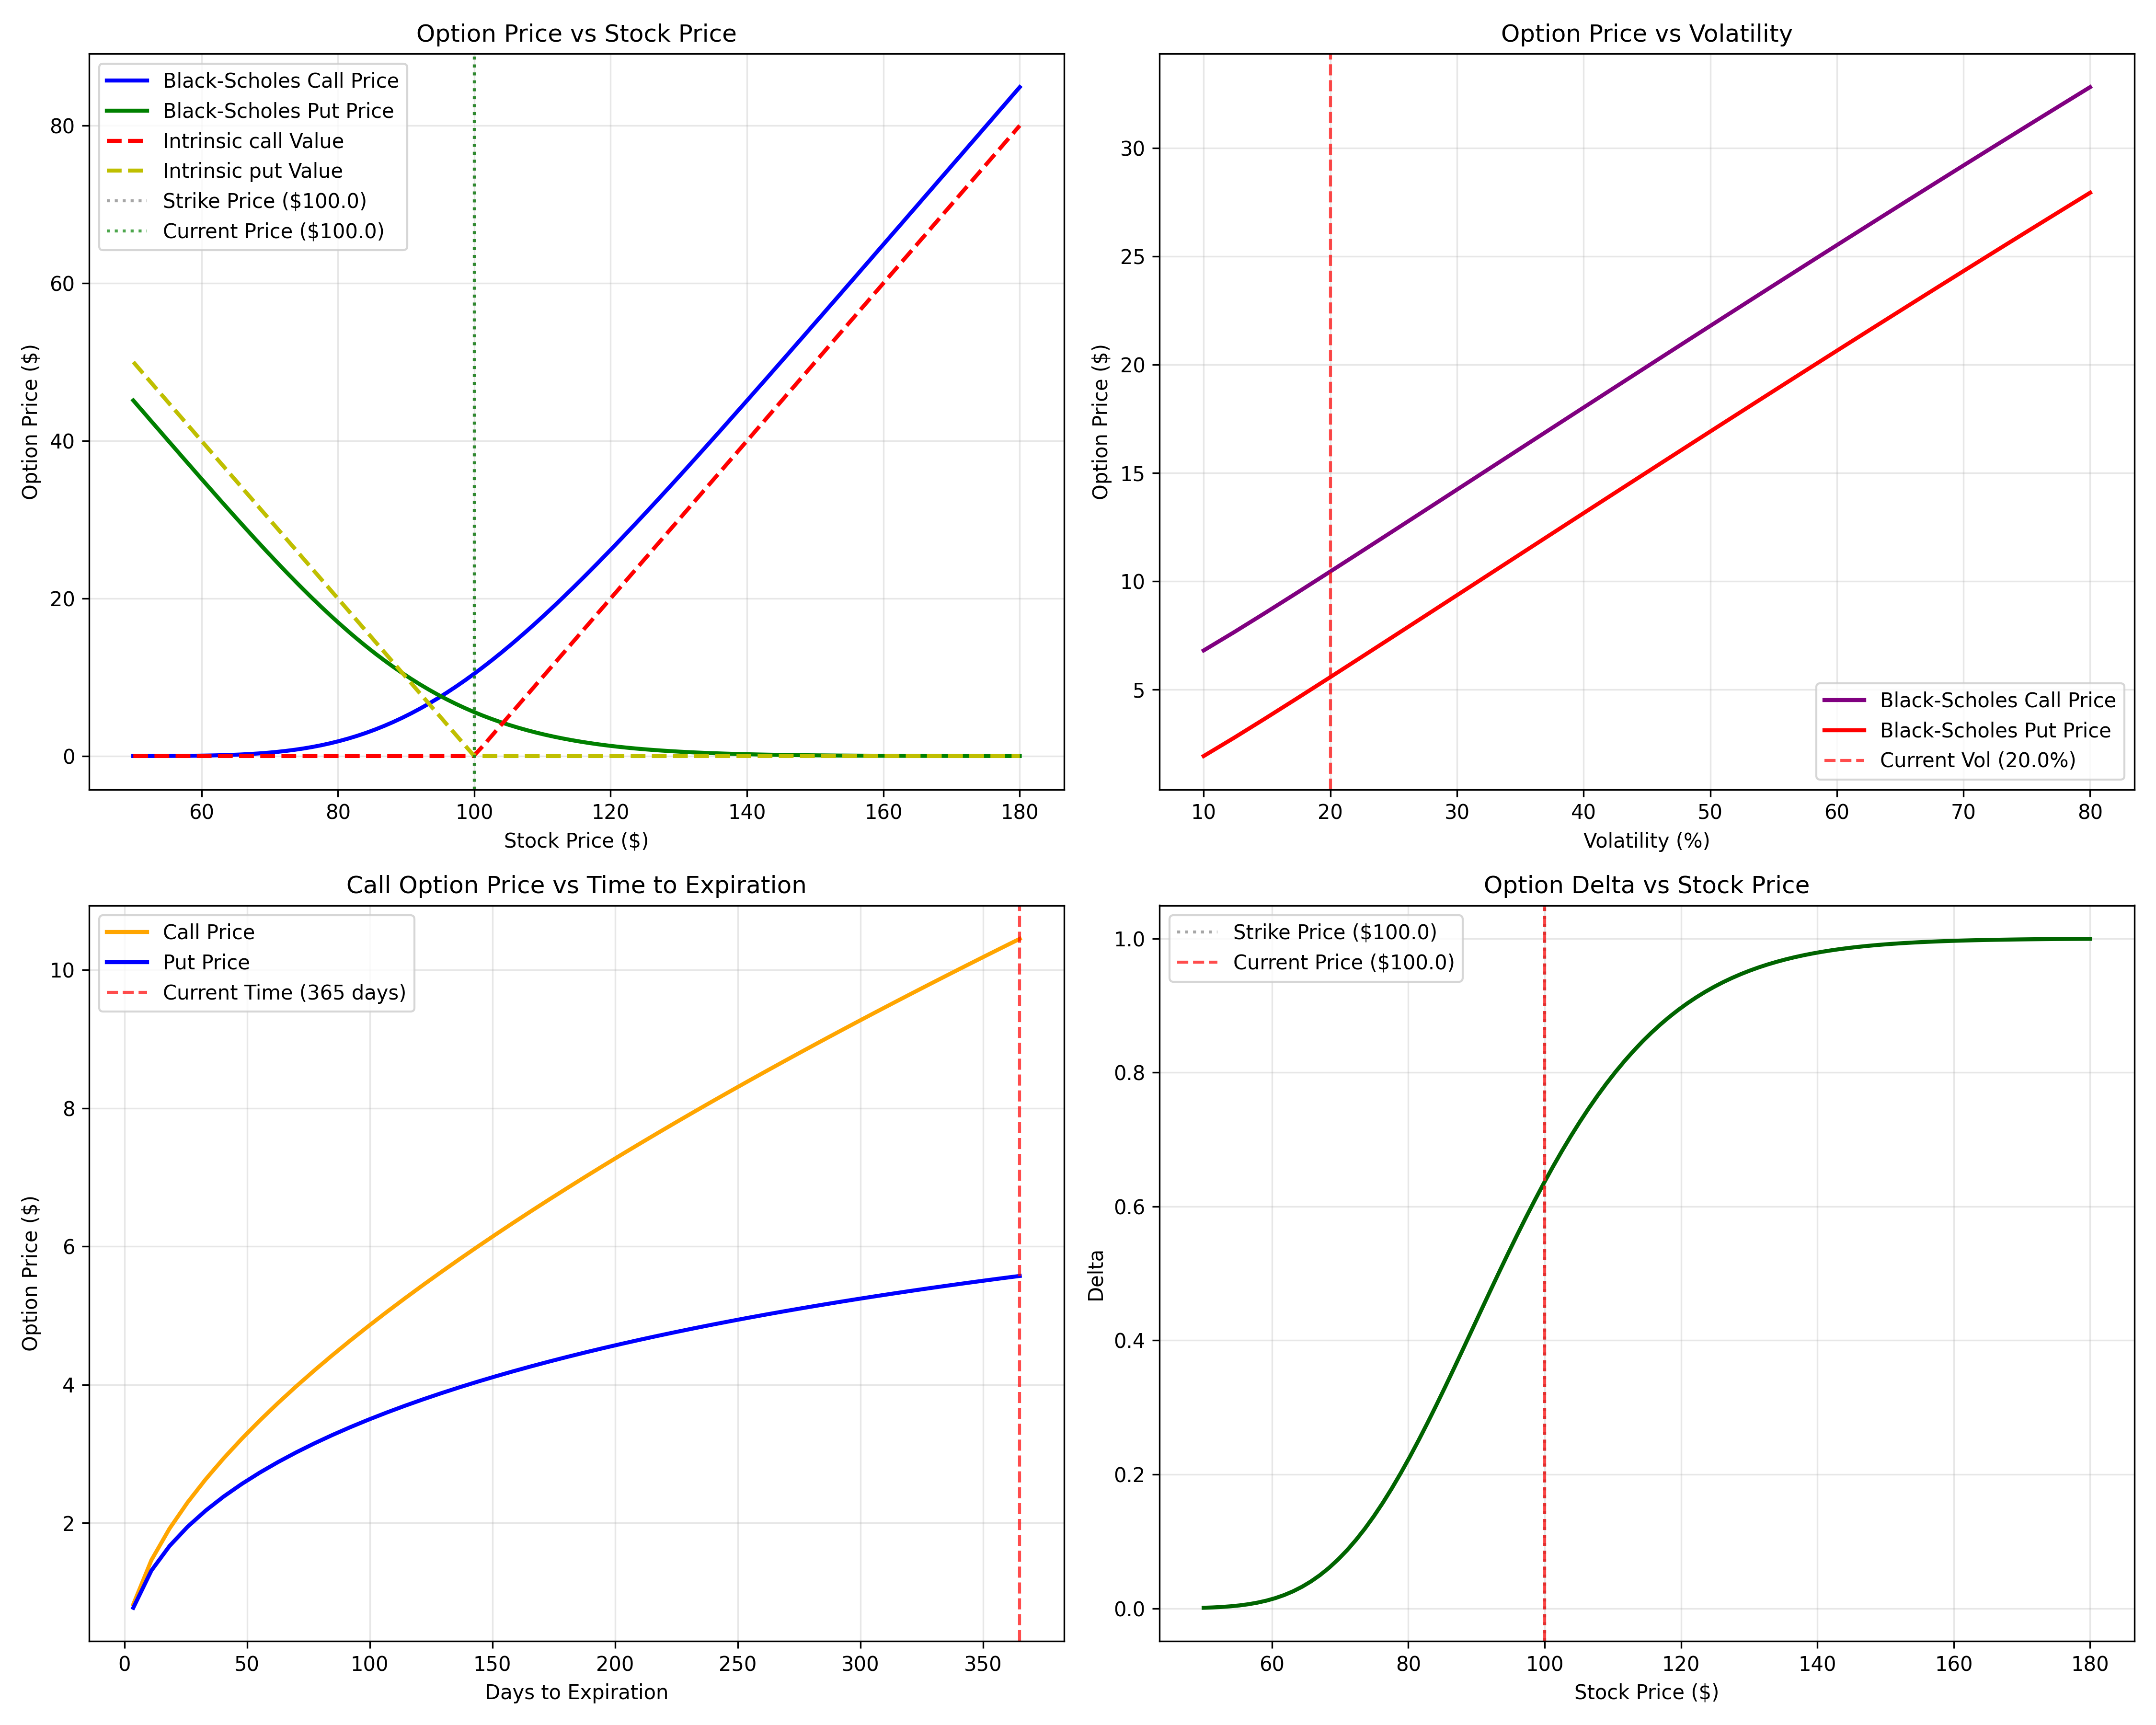 Option Price vs Stock Price
Black-Scholes Call Price
Black-Scholes Put Price
Intrinsic call Value
Intrinsic put Value
Strike Price ($100.0)
Current Price ($100.0)
Option Price ($)
80
60
40
20
0
60 80 100 120 140 160 180
Stock Price ($)
Option Price vs Volatility
Option Price ($)
30
25
20
15
10
5
Black-Scholes Call Price
Black-Scholes Put Price
Current Vol (20.0%)
10 20 30 40 50 60 70 80
Volatility (%)
Call Option Price vs Time to Expiration
Call Price
Put Price
Current Time (365 days)
Option Price ($)
10
8
6
4
2
0 50 100 150 200 250 300 350
Days to Expiration
Option Delta vs Stock Price
Strike Price ($100.0)
Current Price ($100.0)
Delta
1.0
0.8
0.6
0.4
0.2
0.0
60 80 100 120 140 160 180
Stock Price ($)